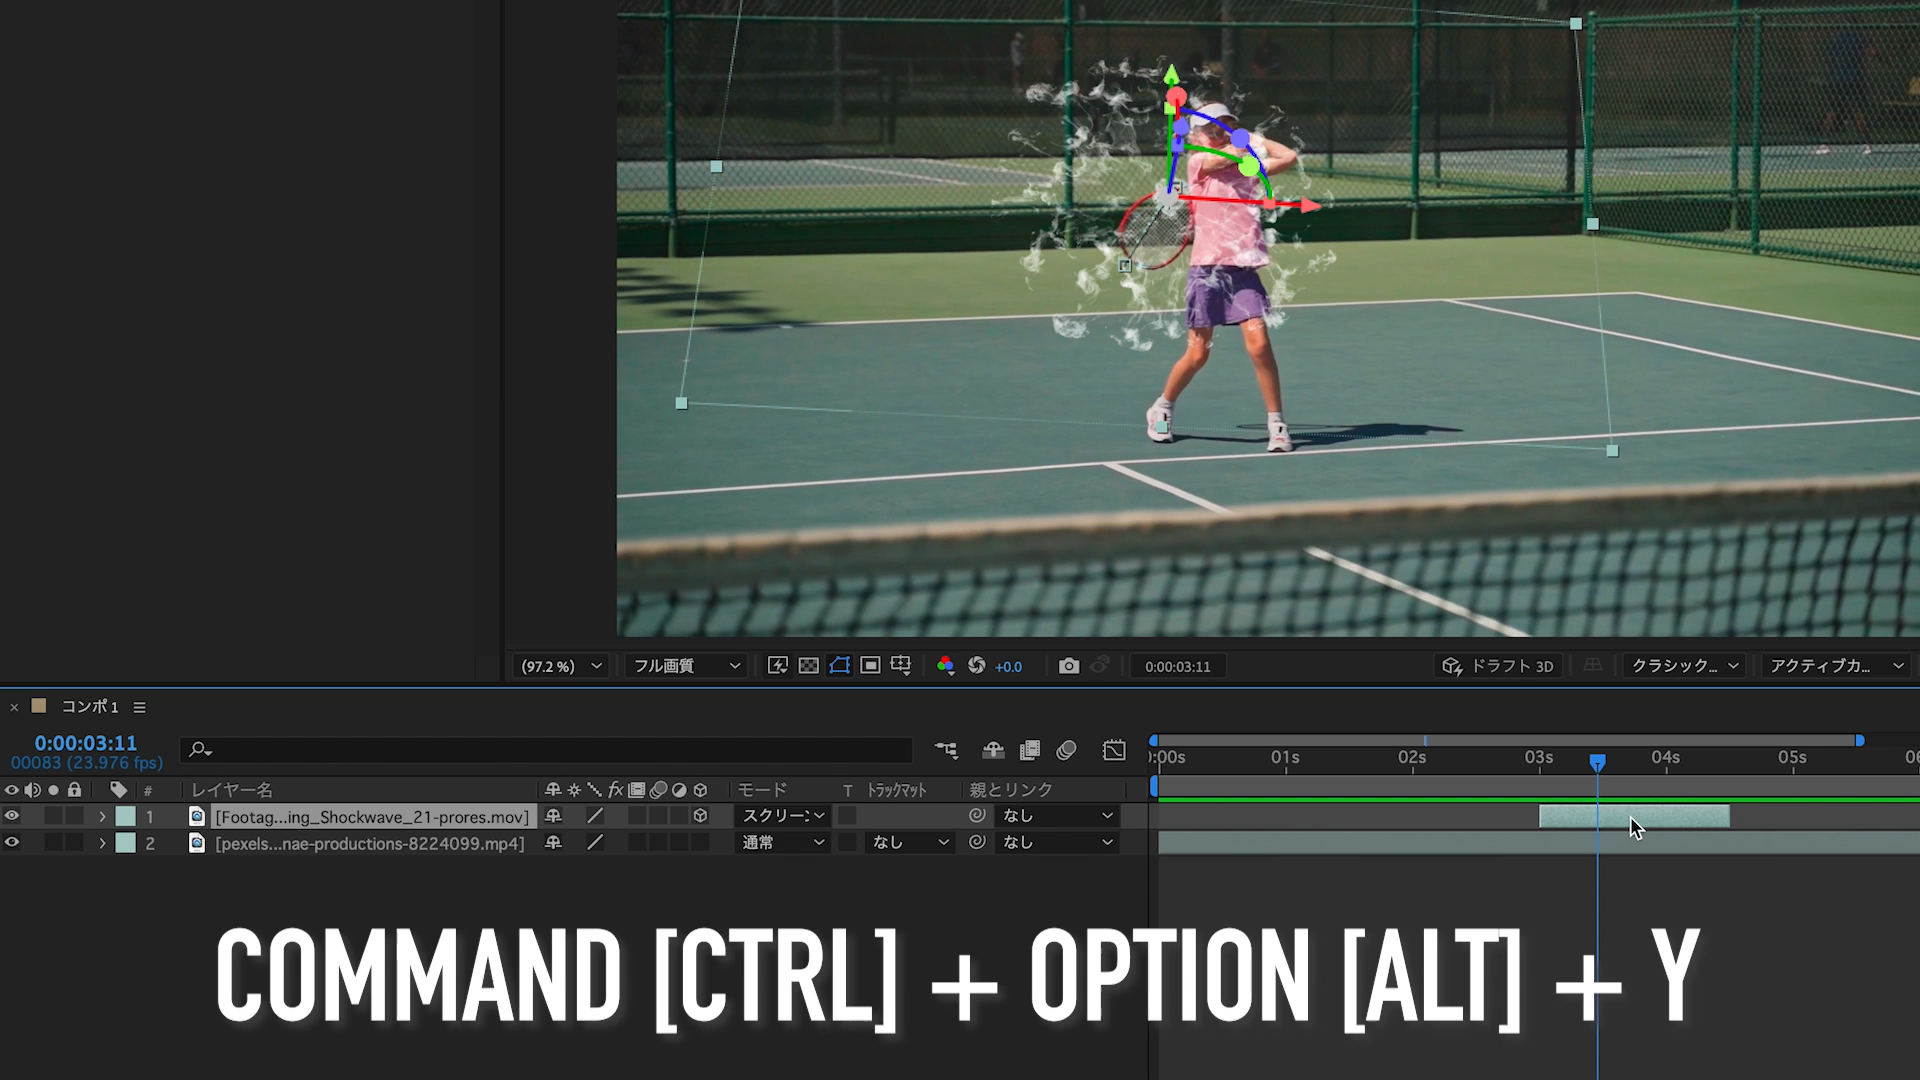 (97.2 %)
フル画質
+0.0
0:00:03:11
ドラフト 3D
クラシック...
アクティブカ...
× コンポ 1
0:00:03:11
00083 (23.976 fps)
):00s 01s 02s 03s 04s 05s 06
# レイヤー名 fx モード T トラックマット 親とリンク
1 [Footag...ing_Shockwave_21-prores.mov] スクリーン なし
2 [pexels...nae-productions-8224099.mp4] 通常 なし なし
COMMAND [CTRL] + OPTION [ALT] + Y